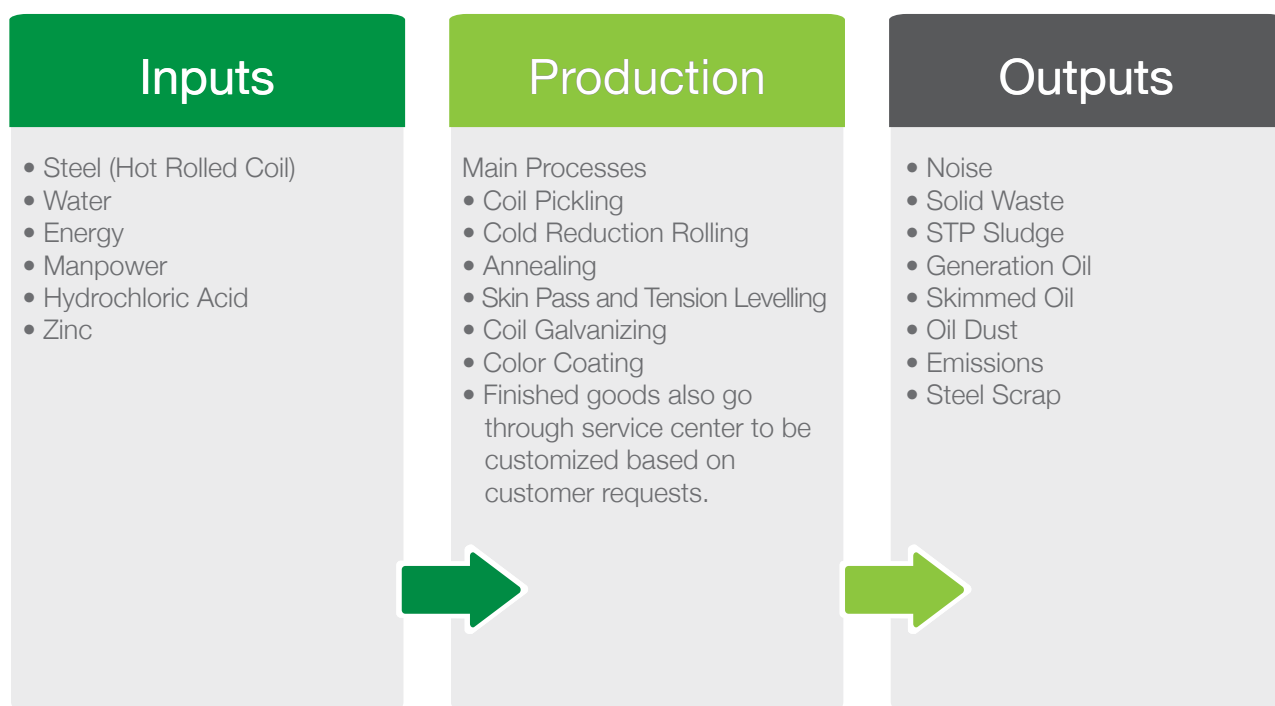 Inputs
• Steel (Hot Rolled Coil)
• Water
• Energy
• Manpower
• Hydrochloric Acid
• Zinc
Production
Main Processes
• Coil Pickling
• Cold Reduction Rolling
• Annealing
• Skin Pass and Tension Levelling
• Coil Galvanizing
• Color Coating
• Finished goods also go
through service center to be
customized based on
customer requests.
Outputs
• Noise
• Solid Waste
• STP Sludge
• Generation Oil
• Skimmed Oil
• Oil Dust
• Emissions
• Steel Scrap